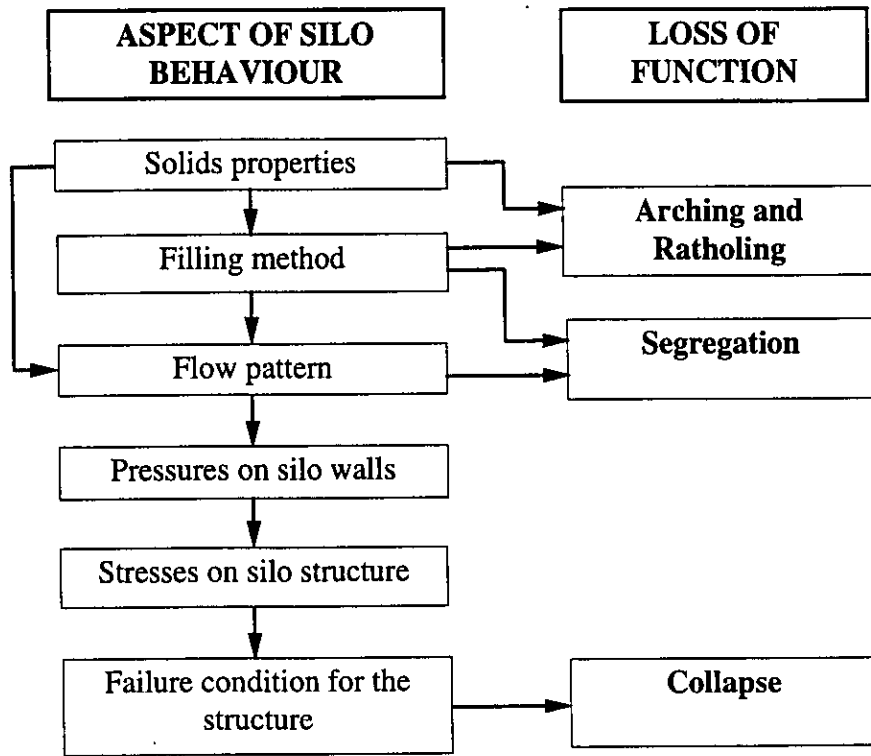 ASPECT OF SILO
BEHAVIOUR
LOSS OF
FUNCTION
Solids properties
Arching and
Ratholing
Filling method
Segregation
Flow pattern
Pressures on silo walls
Stresses on silo structure
Failure condition for the
structure
Collapse